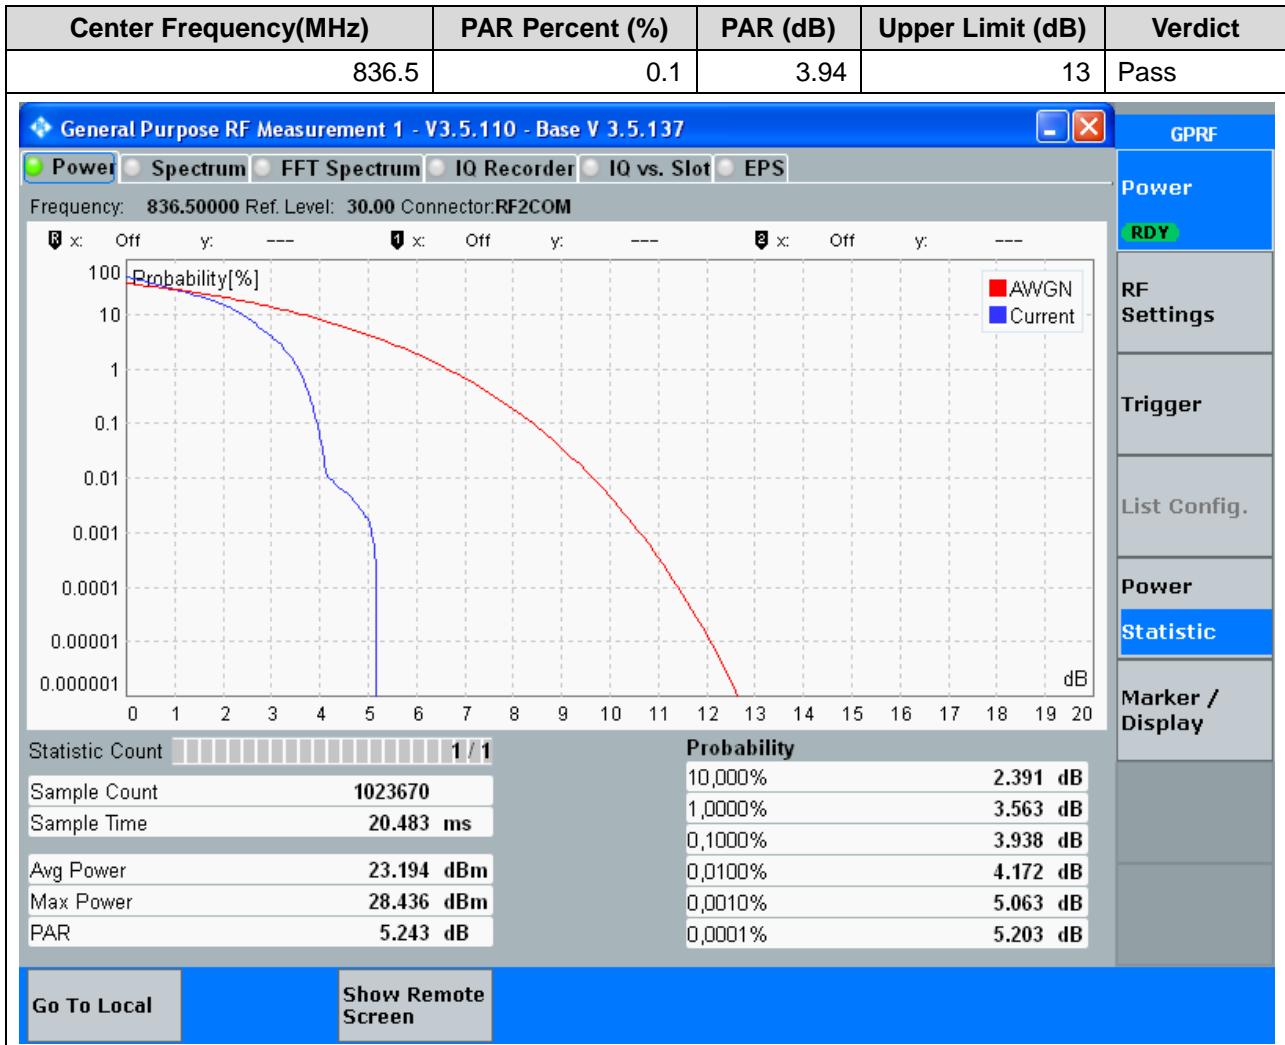 Center Frequency(MHz) PAR Percent (%) PAR (dB) Upper Limit (dB) Verdict
836.5 0.1 3.94 13 Pass
General Purpose RF Measurement 1 - V3.5.110 - Base V 3.5.137
GPRF
Power Spectrum FFT Spectrum IQ Recorder IQ vs. Slot EPS
Power
RDY
Frequency: 836.50000 Ref. Level: 30.00 Connector:RF2COM
R x: Off y: --- 1 x: Off y: --- 2 x: Off y: ---
Probability[%]
100
10
1
0.1
0.01
0.001
0.0001
0.00001
0.000001
AWGN
Current
dB
0 1 2 3 4 5 6 7 8 9 10 11 12 13 14 15 16 17 18 19 20
RF
Settings
Trigger
List Config.
Power
Statistic
Marker /
Display
Statistic Count 1 / 1
Sample Count 1023670
Sample Time 20.483 ms
Avg Power 23.194 dBm
Max Power 28.436 dBm
PAR 5.243 dB
Probability
10,000% 2.391 dB
1,0000% 3.563 dB
0,1000% 3.938 dB
0,0100% 4.172 dB
0,0010% 5.063 dB
0,0001% 5.203 dB
Go To Local
Show Remote
Screen